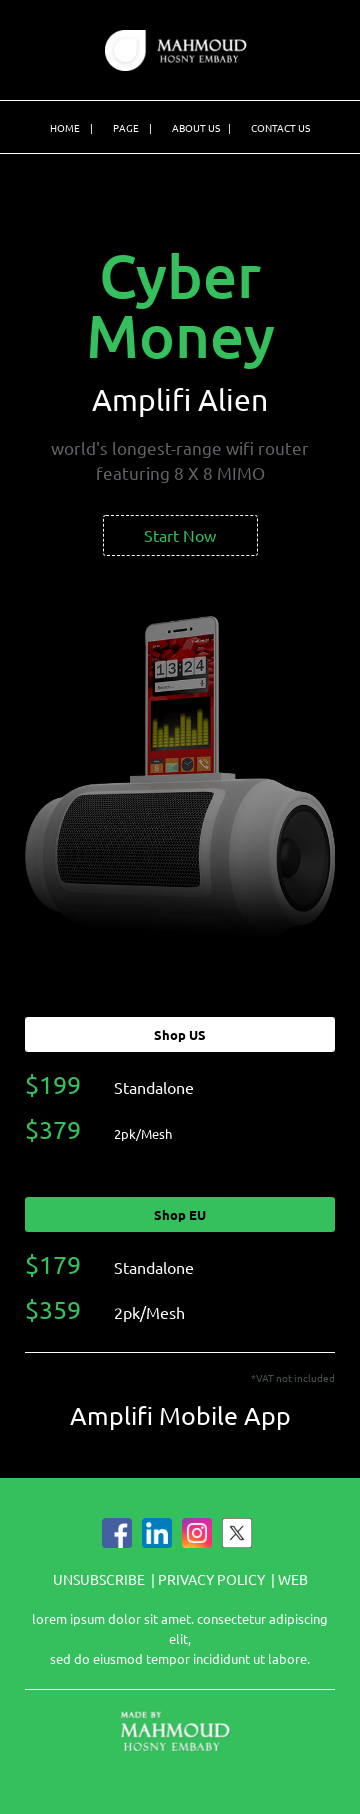 MAHMOUD
HOSNY EMBABY
HOME | PAGE | ABOUT US | CONTACT US
Cyber
Money
Amplifi Alien
world's longest-range wifi router
featuring 8 X 8 MIMO
Start Now
13:24
8
Shop US
$199 Standalone
$379 2pk/Mesh
Shop EU
$179 Standalone
$359 2pk/Mesh
*VAT not included
Amplifi Mobile App
UNSUBSCRIBE | PRIVACY POLICY | WEB
lorem ipsum dolor sit amet. consectetur adipiscing
elit,
sed do eiusmod tempor incididunt ut labore.
MADE BY
MAHMOUD
HOSNY EMBABY